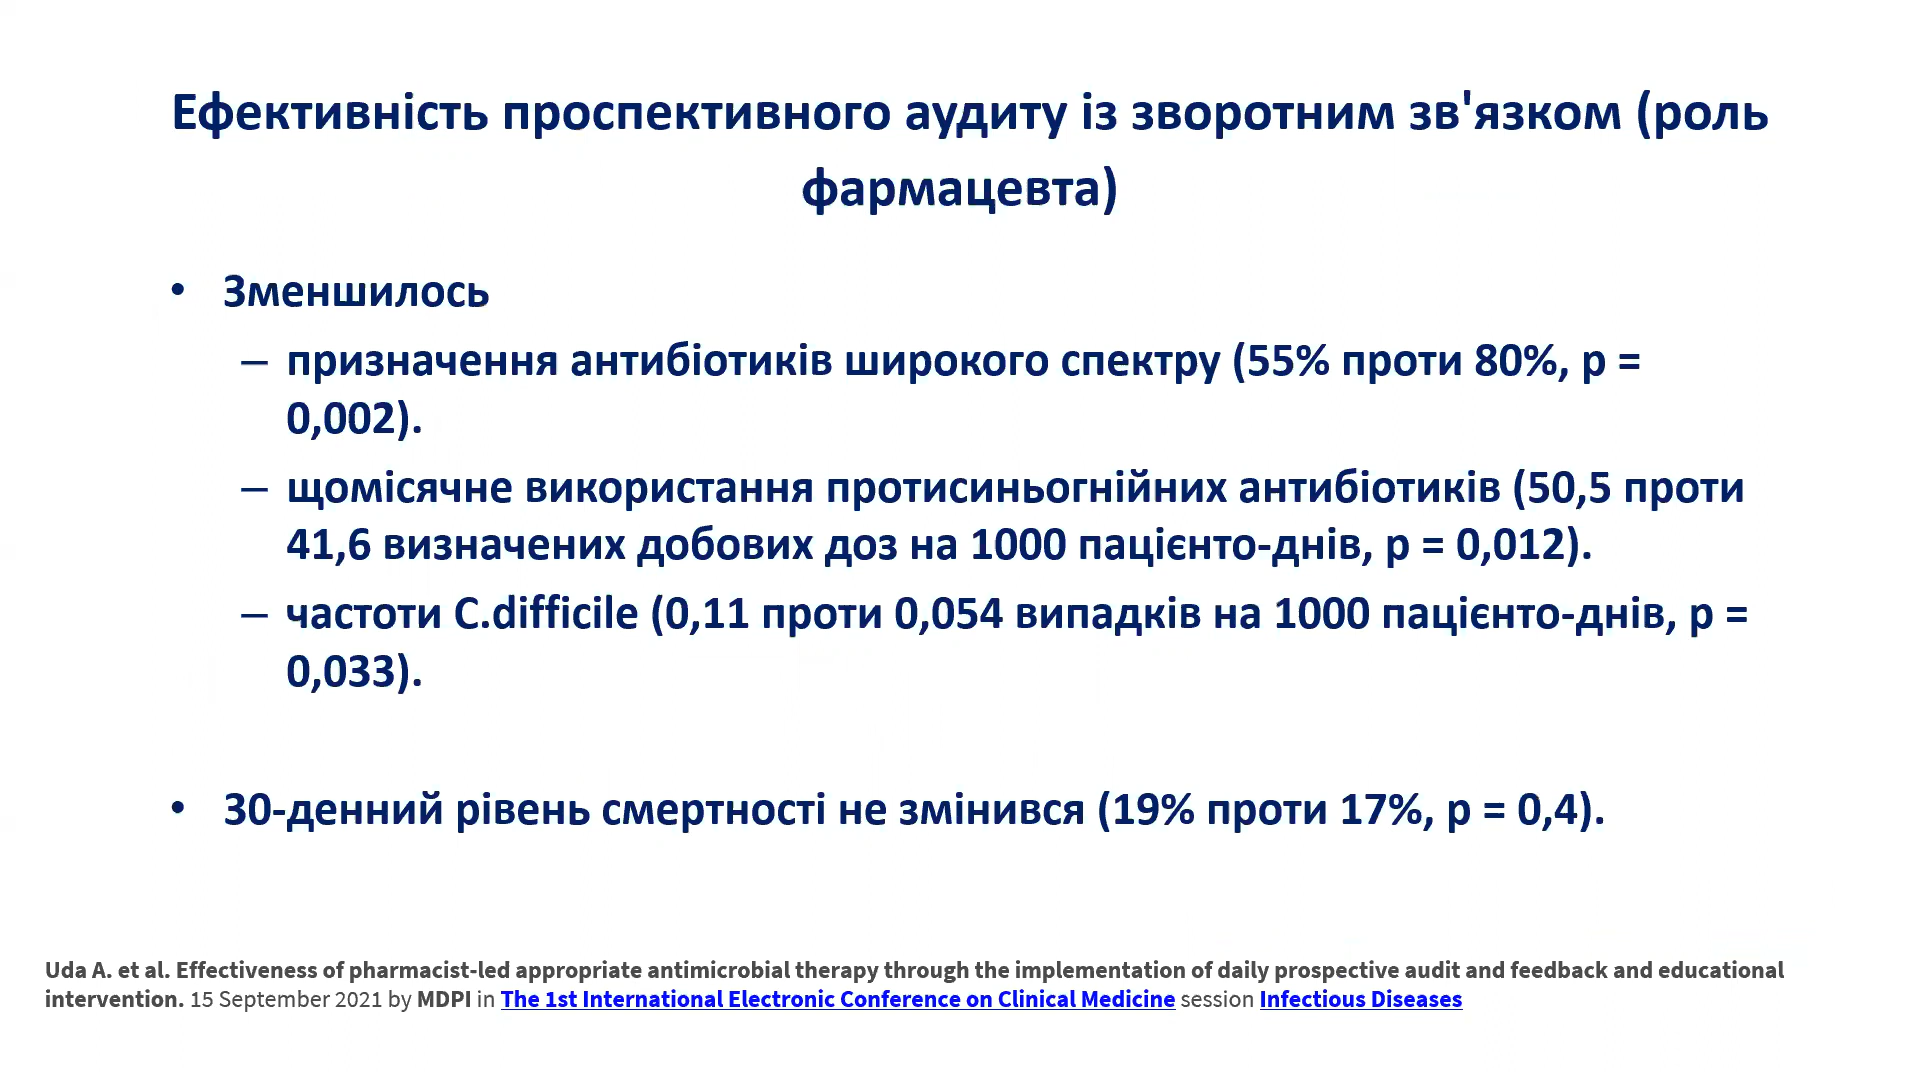 Ефективність проспективного аудиту із зворотним зв'язком (роль
фармацевта)
• Зменшилось
– призначення антибіотиків широкого спектру (55% проти 80%, p =
0,002).
– щомісячне використання протисиньогнійних антибіотиків (50,5 проти
41,6 визначених добових доз на 1000 пацієнто-днів, p = 0,012).
– частоти C.difficile (0,11 проти 0,054 випадків на 1000 пацієнто-днів, p =
0,033).
• 30-денний рівень смертності не змінився (19% проти 17%, p = 0,4).
Uda A. et al. Effectiveness of pharmacist-led appropriate antimicrobial therapy through the implementation of daily prospective audit and feedback and educational
intervention. 15 September 2021 by MDPI in The 1st International Electronic Conference on Clinical Medicine session Infectious Diseases